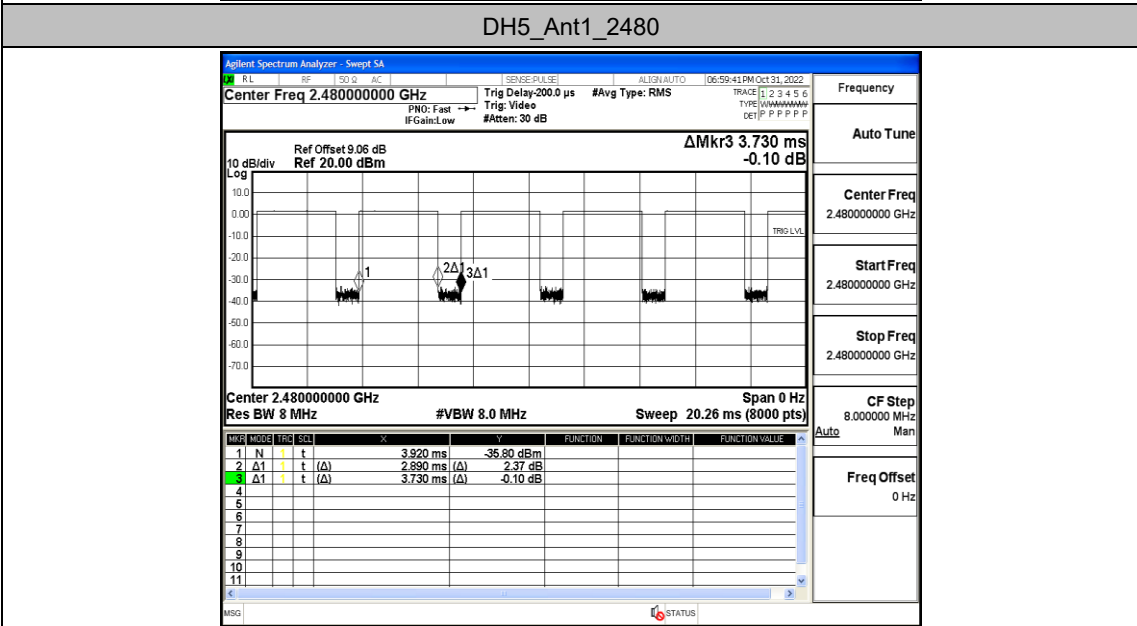 DH5_Ant1_2480
Agilent Spectrum Analyzer - Swept SA
LXI RL RF 50 Ω AC SENSE:PULSE ALIGN AUTO 06:59:41 PM Oct 31, 2022
Center Freq 2.480000000 GHz
PNO: Fast
IFGain:Low
Trig Delay-200.0 µs
Trig: Video
#Atten: 30 dB
#Avg Type: RMS
TRACE 1 2 3 4 5 6
TYPE WWWWWW
DET P P P P P P
Ref Offset 9.06 dB
10 dB/div Ref 20.00 dBm
Log
ΔMkr3 3.730 ms
-0.10 dB
10.0
0.00
-10.0
-20.0
-30.0
-40.0
-50.0
-60.0
-70.0
TRIG LVL
1
2Δ1
3Δ1
Center 2.480000000 GHz Span 0 Hz
Res BW 8 MHz #VBW 8.0 MHz Sweep 20.26 ms (8000 pts)
MKR MODE TRC SCL X Y FUNCTION FUNCTION WIDTH FUNCTION VALUE
1 N 1 t 3.920 ms -35.80 dBm
2 Δ1 1 t (Δ) 2.890 ms (Δ) 2.37 dB
3 Δ1 1 t (Δ) 3.730 ms (Δ) -0.10 dB
4
5
6
7
8
9
10
11
MSG STATUS
Frequency
Auto Tune
Center Freq
2.480000000 GHz
Start Freq
2.480000000 GHz
Stop Freq
2.480000000 GHz
CF Step
8.000000 MHz
Auto Man
Freq Offset
0 Hz